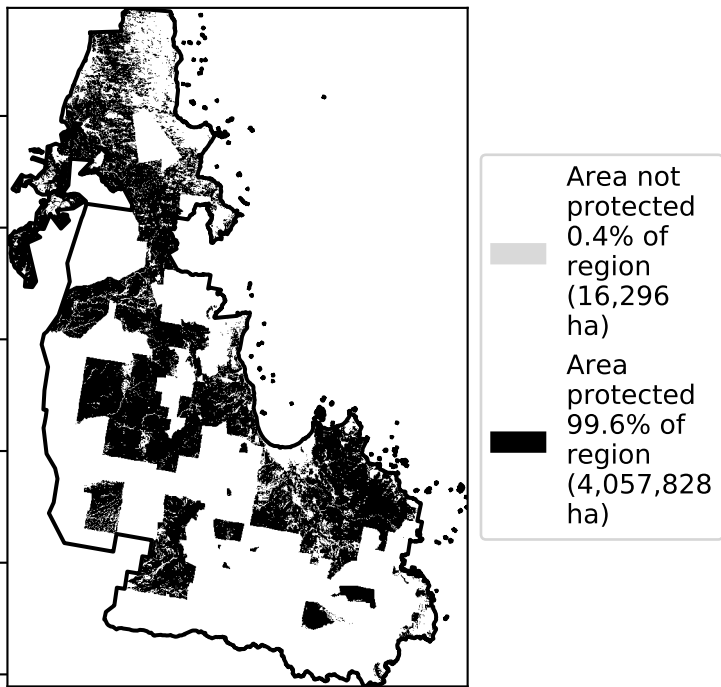 Area not
protected
0.4% of
region
(16,296
ha)
Area
protected
99.6% of
region
(4,057,828
ha)